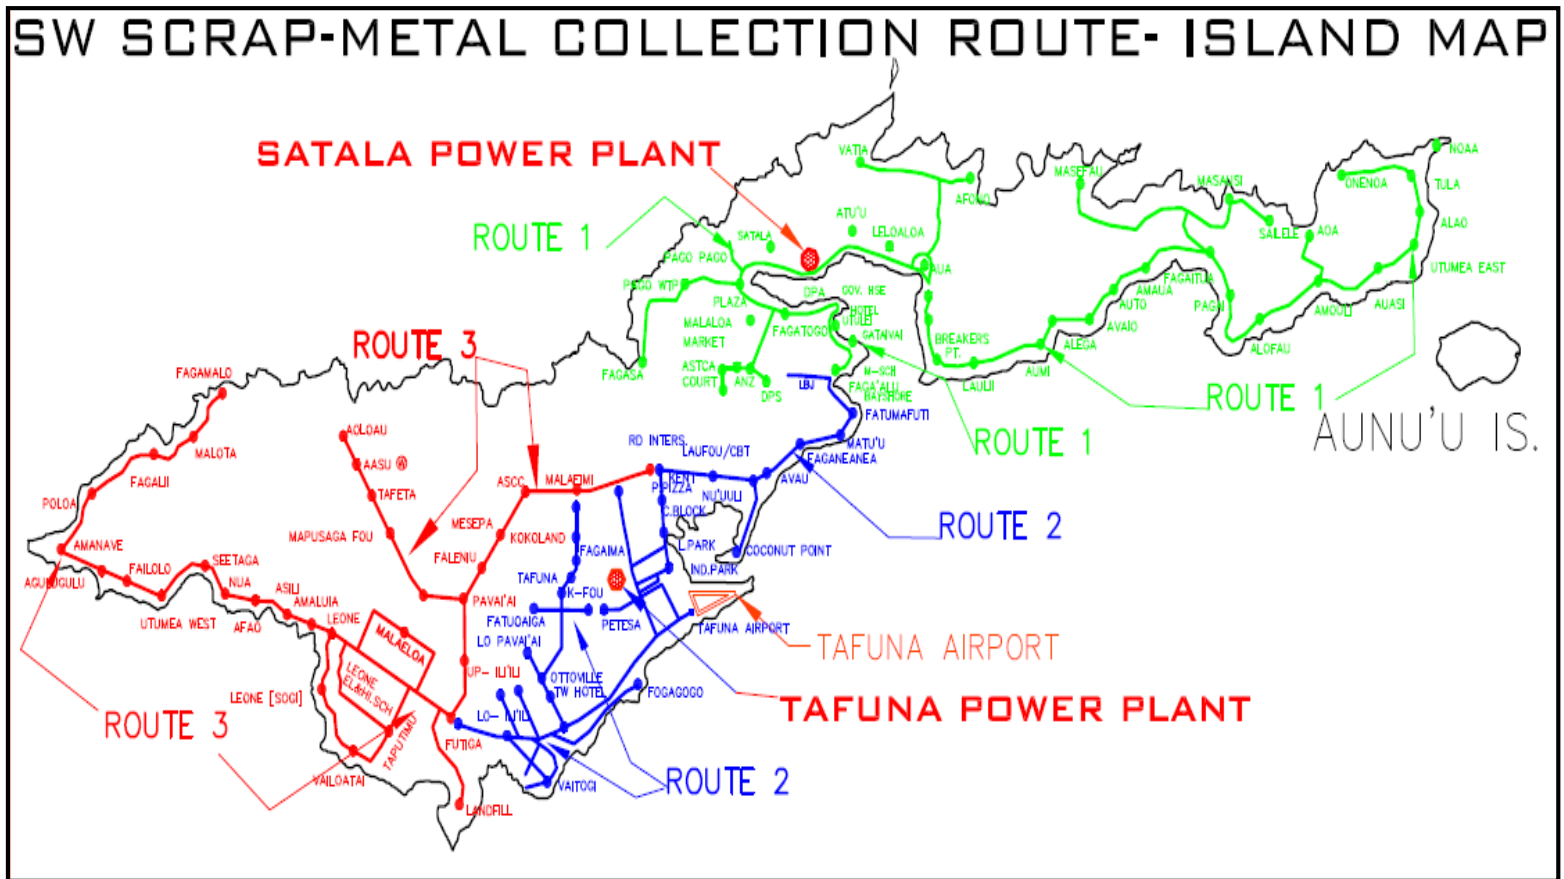 SW SCRAP-METAL COLLECTION ROUTE- ISLAND MAP
SATALA POWER PLANT
VATIA
AFONO
MASEFAU
MASAUSI
SAILELE
AOA
ONENOA
NOAA
TULA
ALAO
UTUMEA EAST
AUASI
AMOULI
ALOFAU
PAGAI
FAGAITUA
AMAUA
AUTO
AVAIO
ALEGA
AUMI
LAULII
BREAKERS
PT.
AUA
LELOALOA
ATU'U
SATALA
ROUTE 1
PAGO PAGO
PAGO WTP
PLAZA
DPA
GOV. HSE
HOTEL
UTULEI
GATAIVAI
MALALOA
MARKET
FAGATOGO
FAGASA
ASTCA
COURT
ANZ
DPS
M-SCH
FAGA'ALU
BAYSHORE
LBJ
ROUTE 1
ROUTE 1
AUNU'U IS.
ROUTE 3
FAGAMALO
MALOTA
FAGALII
POLOA
AMANAVE
AGUGULU
FAILOLO
UTUMEA WEST
SEETAGA
NUA
AFAO
ASILI
AMALUIA
LEONE
AOLOAU
AASU W
TAFETA
MAPUSAGA FOU
MESEPA
FALENIU
PAVAI'AI
ASCC
MALAEIMI
KOKOLAND
RD INTERS.
LAUFOU/CBT
FATUMAFUTI
MATU'U
FAGANEANEA
AVAU
NU'UULI
KENT
P.PIZZA
C.BLOCK
L.PARK
IND.PARK
COCONUT POINT
ROUTE 2
FAGAIMA
TAFUNA
K-FOU
FATUOAIGA
PETESA
TAFUNA AIRPORT
TAFUNA AIRPORT
LO PAVAI'AI
OTTOVILLE
TW HOTEL
FOGAGOGO
TAFUNA POWER PLANT
MALAELOA
LEONE
EL&HI.SCH
LEONE [SOGI]
TAPUTIMU
VAILOATAI
UP- ILI'ILI
LO- ILI'ILI
FUTIGA
LANDFILL
VAITOGI
ROUTE 2
ROUTE 3